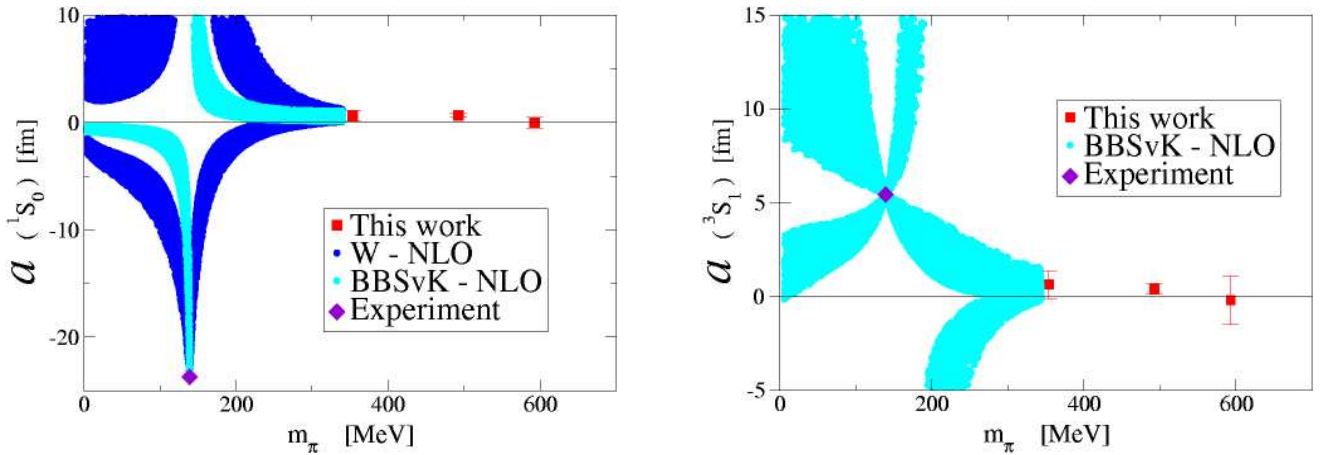 10
0
-10
-20
a (¹S₀) [fm]
This work
W - NLO
BBSvK - NLO
Experiment
0 200 400 600
m_π [MeV]
15
10
5
0
-5
a (³S₁) [fm]
This work
BBSvK - NLO
Experiment
0 200 400 600
m_π [MeV]